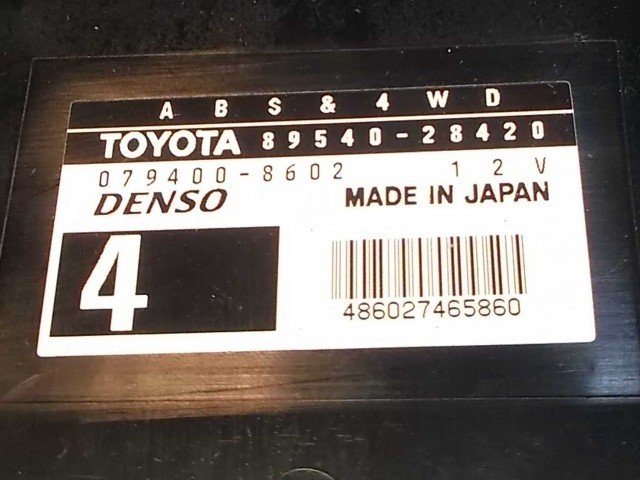 ABS&4WD
TOYOTA 89540-28420
079400-8602 12V
DENSO MADE IN JAPAN
4
486027465860